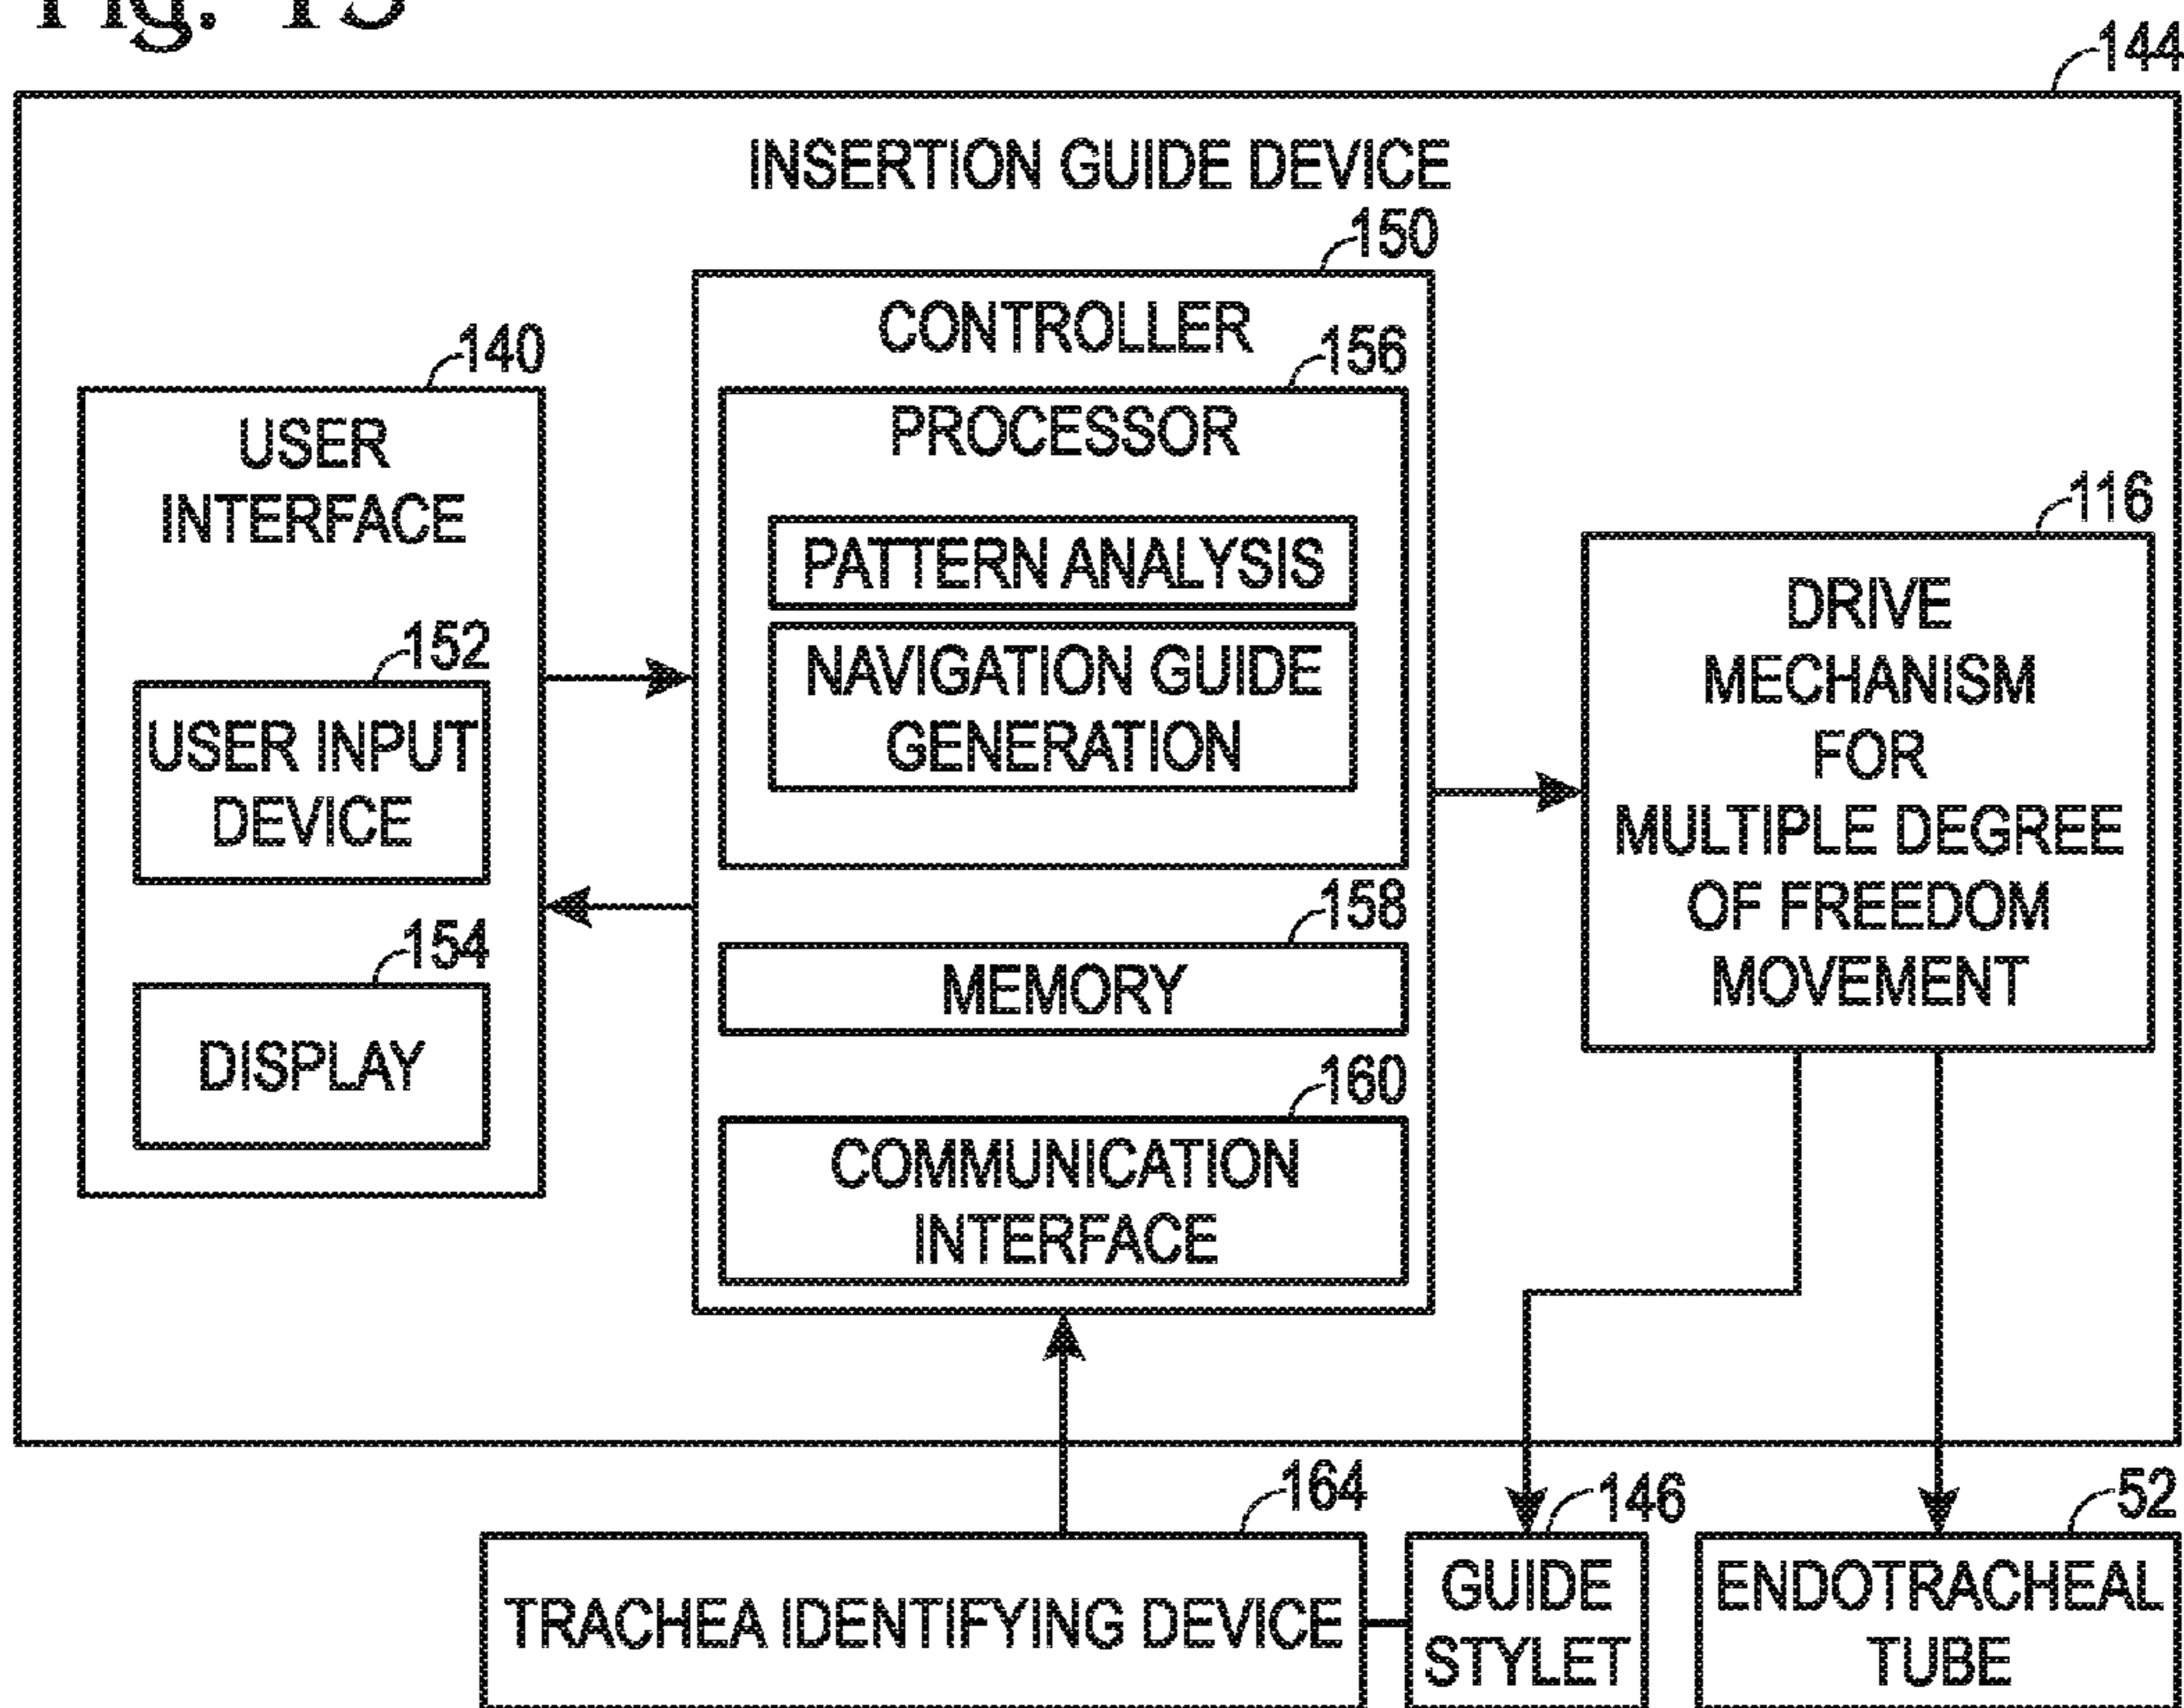 Fig. 13
144
INSERTION GUIDE DEVICE
150
CONTROLLER
140
156
USER
INTERFACE
PROCESSOR
116
PATTERN ANALYSIS
152
NAVIGATION GUIDE
GENERATION
USER INPUT
DEVICE
DRIVE
MECHANISM
FOR
MULTIPLE DEGREE
OF FREEDOM
MOVEMENT
158
MEMORY
154
DISPLAY
160
COMMUNICATION
INTERFACE
164
TRACHEA IDENTIFYING DEVICE
146
GUIDE
STYLET
52
ENDOTRACHEAL
TUBE